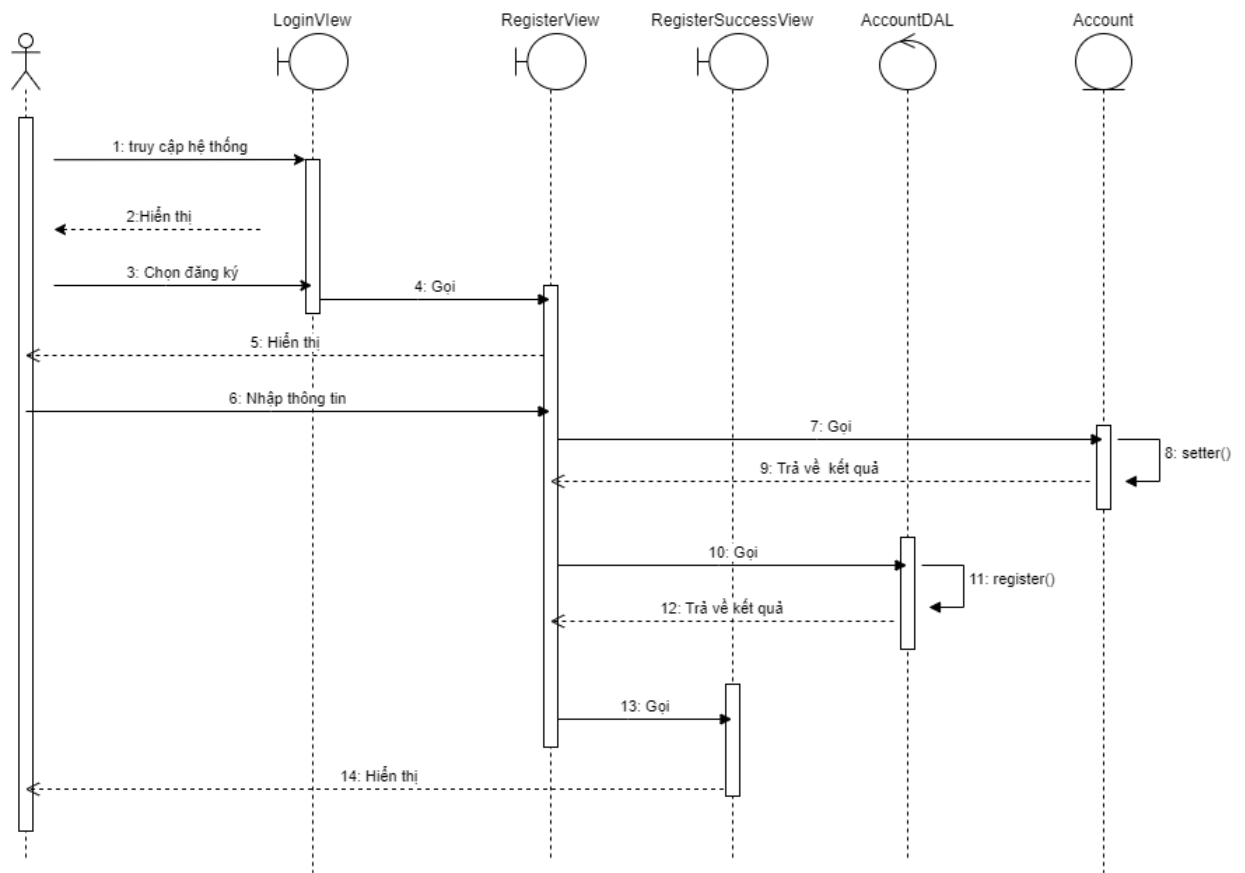 LoginVIew
RegisterView
RegisterSuccessView
AccountDAL
Account
1: truy cập hệ thống
2:Hiển thị
3: Chọn đăng ký
4: Gọi
5: Hiển thị
6: Nhập thông tin
7: Gọi
8: setter()
9: Trả về  kết quả
10: Gọi
11: register()
12: Trả về kết quả
13: Gọi
14: Hiển thị